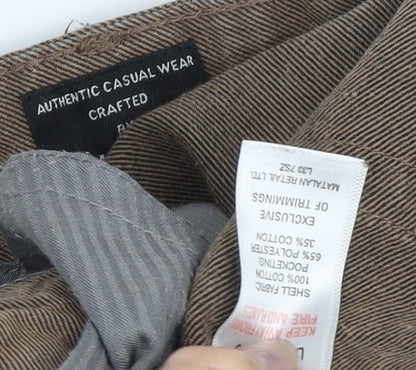 AUTHENTIC CASUAL WEAR
CRAFTED
KEEP AWAY FROM
FIRE AND FLAMES
SHELL FABRIC:
100% COTTON
POCKETING:
65% POLYESTER
35% COTTON
EXCLUSIVE
OF TRIMMINGS
MATALAN RETAIL LTD.
L33 7SZ